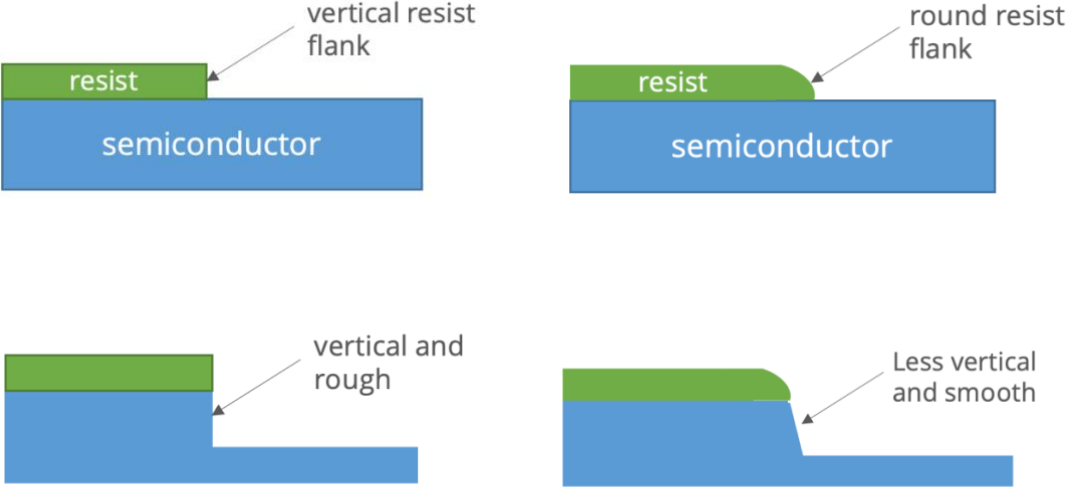 vertical resist
flank
resist
semiconductor
round resist
flank
resist
semiconductor
vertical and
rough
Less vertical
and smooth